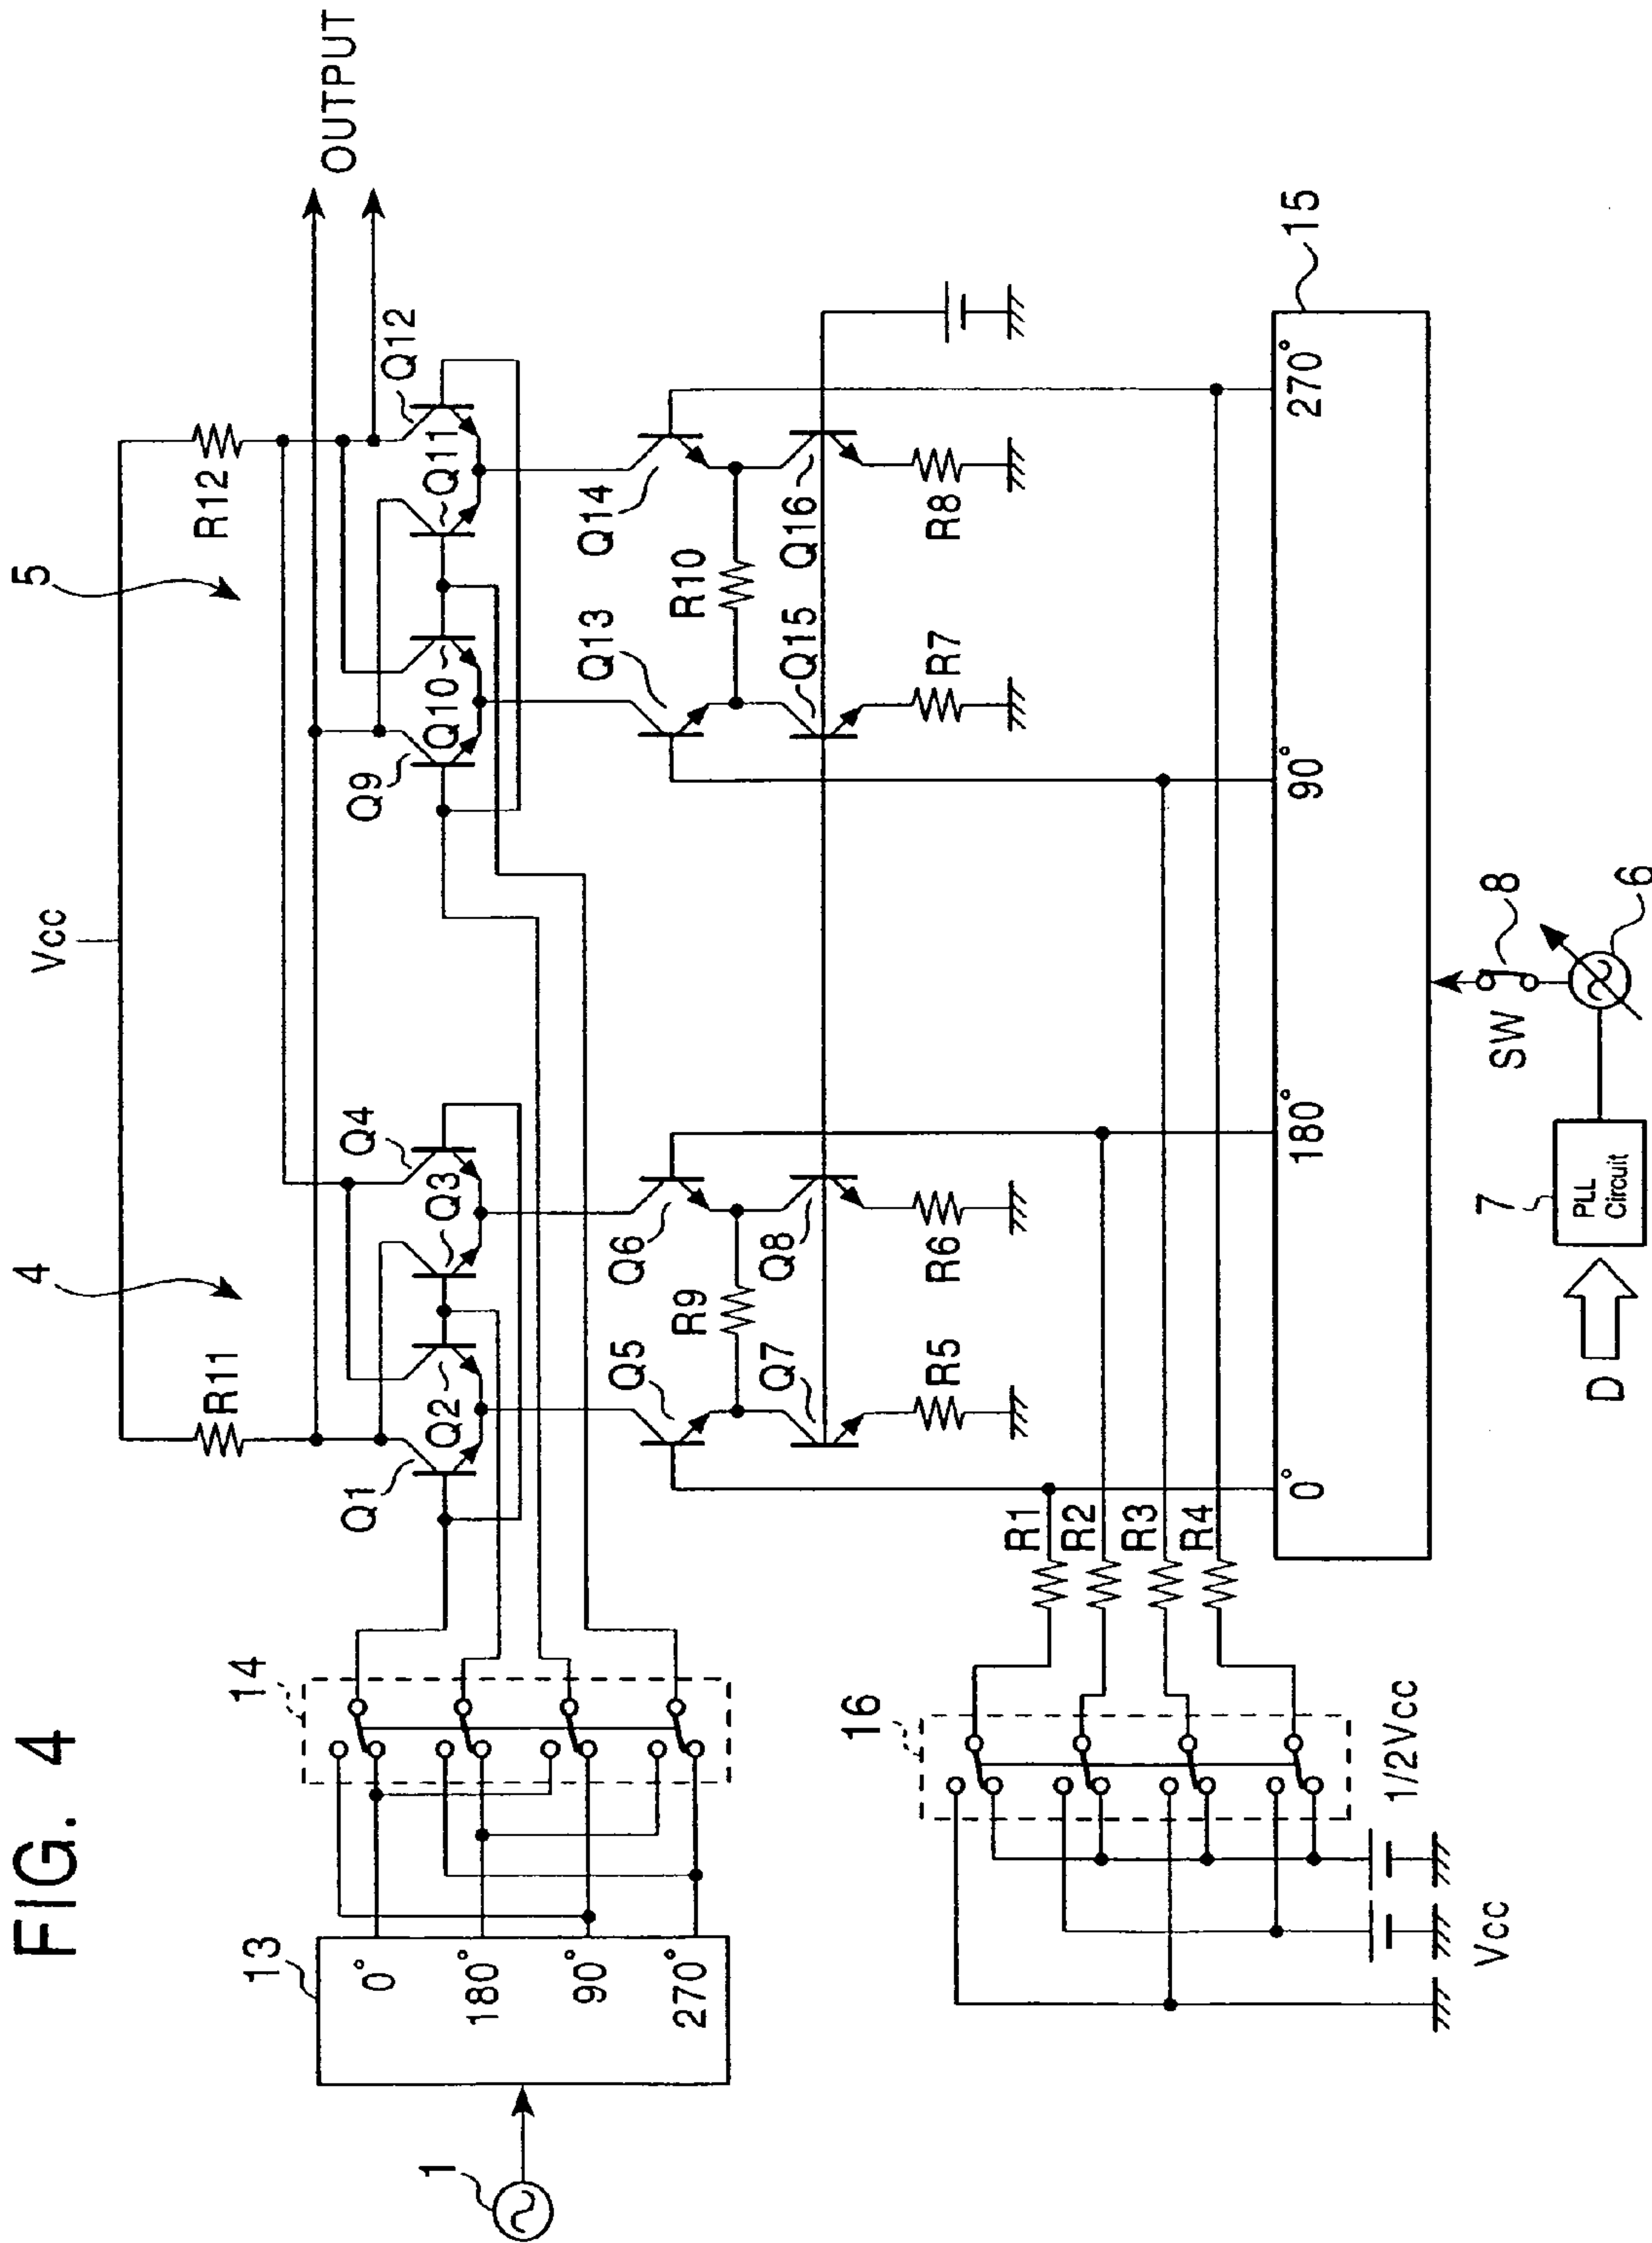 FIG. 4
Vcc
4
5
R11
R12
OUTPUT
Q1
Q2
Q3
Q4
Q9
Q10
Q11
Q12
13
0°
180°
90°
270°
14
1
Q5
Q6
R9
Q7
Q8
R5
R6
Q13
Q14
R10
Q15
Q16
R7
R8
16
R1
R2
R3
R4
1/2Vcc
Vcc
0°
180°
90°
270°
15
SW
8
6
7
PLL
Circuit
D